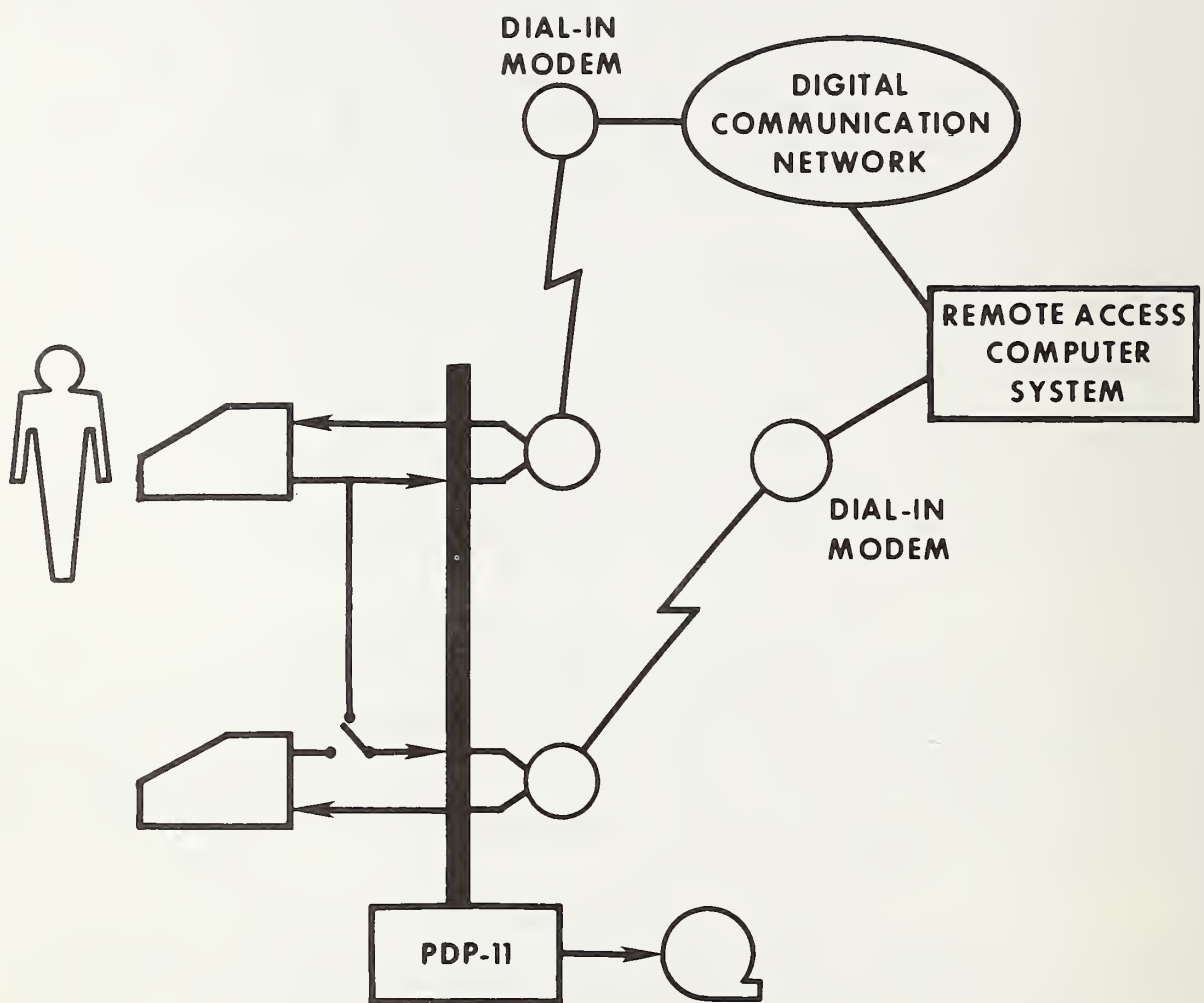 DIAL-IN
MODEM
DIGITAL
COMMUNICATION
NETWORK
REMOTE ACCESS
COMPUTER
SYSTEM
DIAL-IN
MODEM
PDP-11